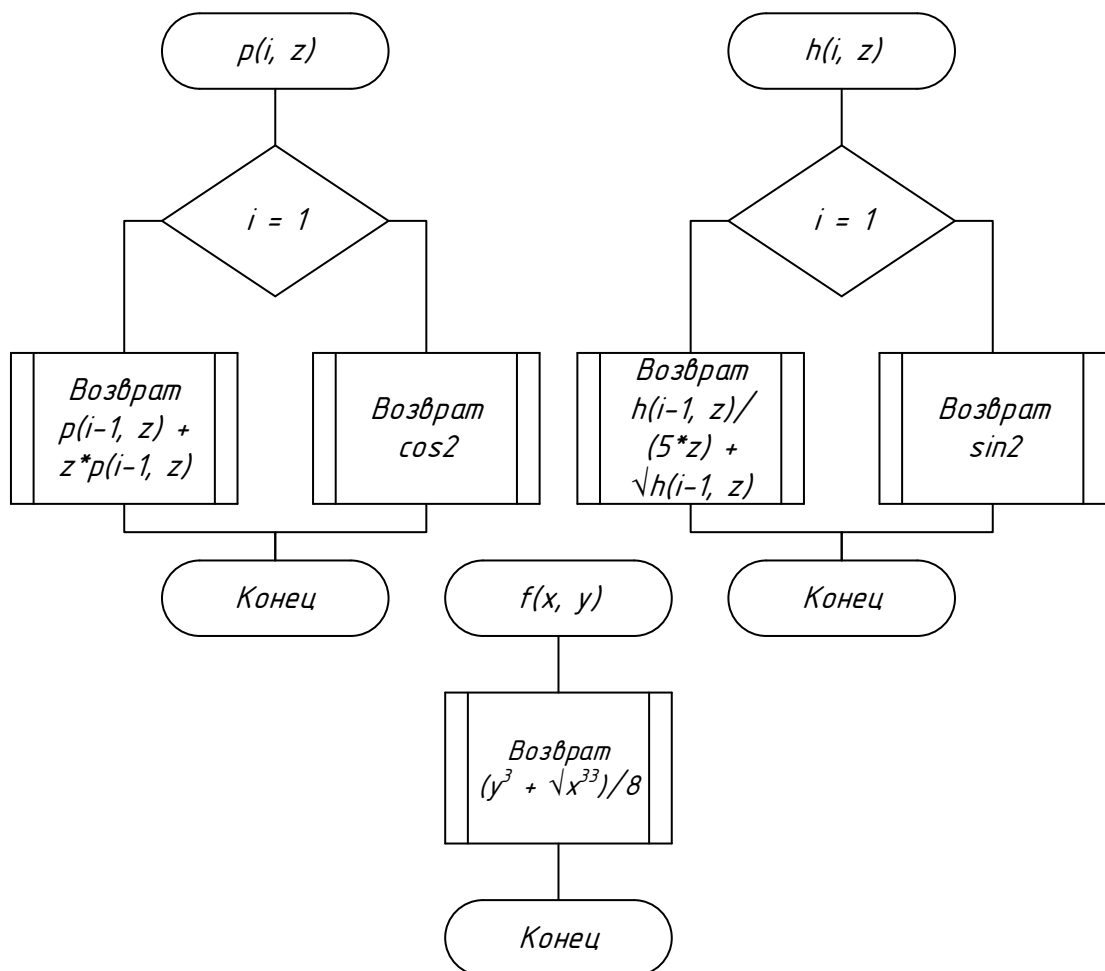 p(i, z)
i = 1
Возврат
p(i-1, z) +
z*p(i-1, z)
Возврат
cos2
Конец
h(i, z)
i = 1
Возврат
h(i-1, z)/
(5*z) +
√h(i-1, z)
Возврат
sin2
Конец
f(x, y)
Возврат
(y³ + √x³³)/8
Конец